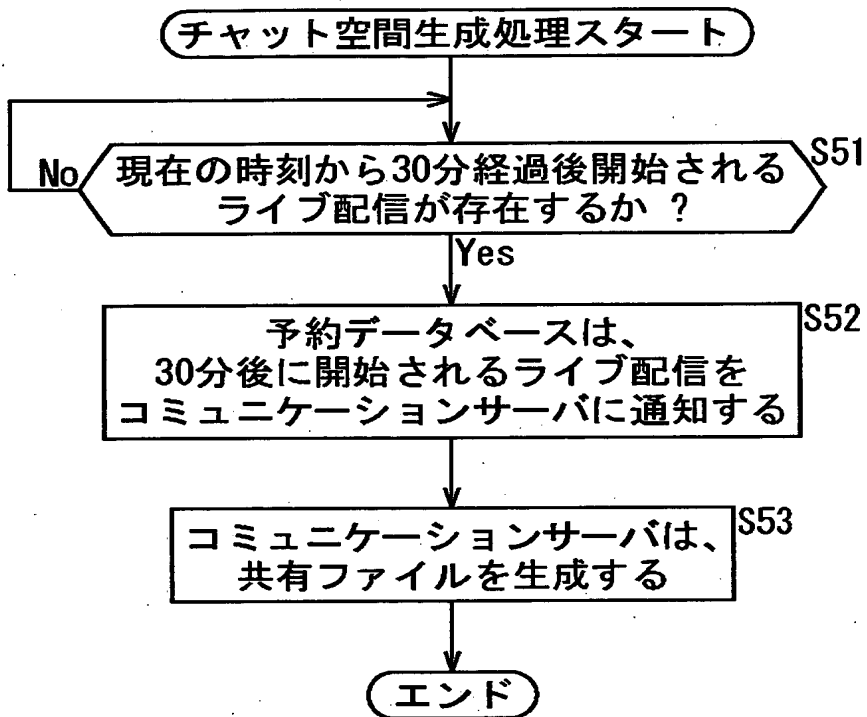 チャット空間生成処理スタート
S51
No
現在の時刻から30分経過後開始される
ライブ配信が存在するか ?
Yes
S52
予約データベースは、
30分後に開始されるライブ配信を
コミュニケーションサーバに通知する
S53
コミュニケーションサーバは、
共有ファイルを生成する
エンド